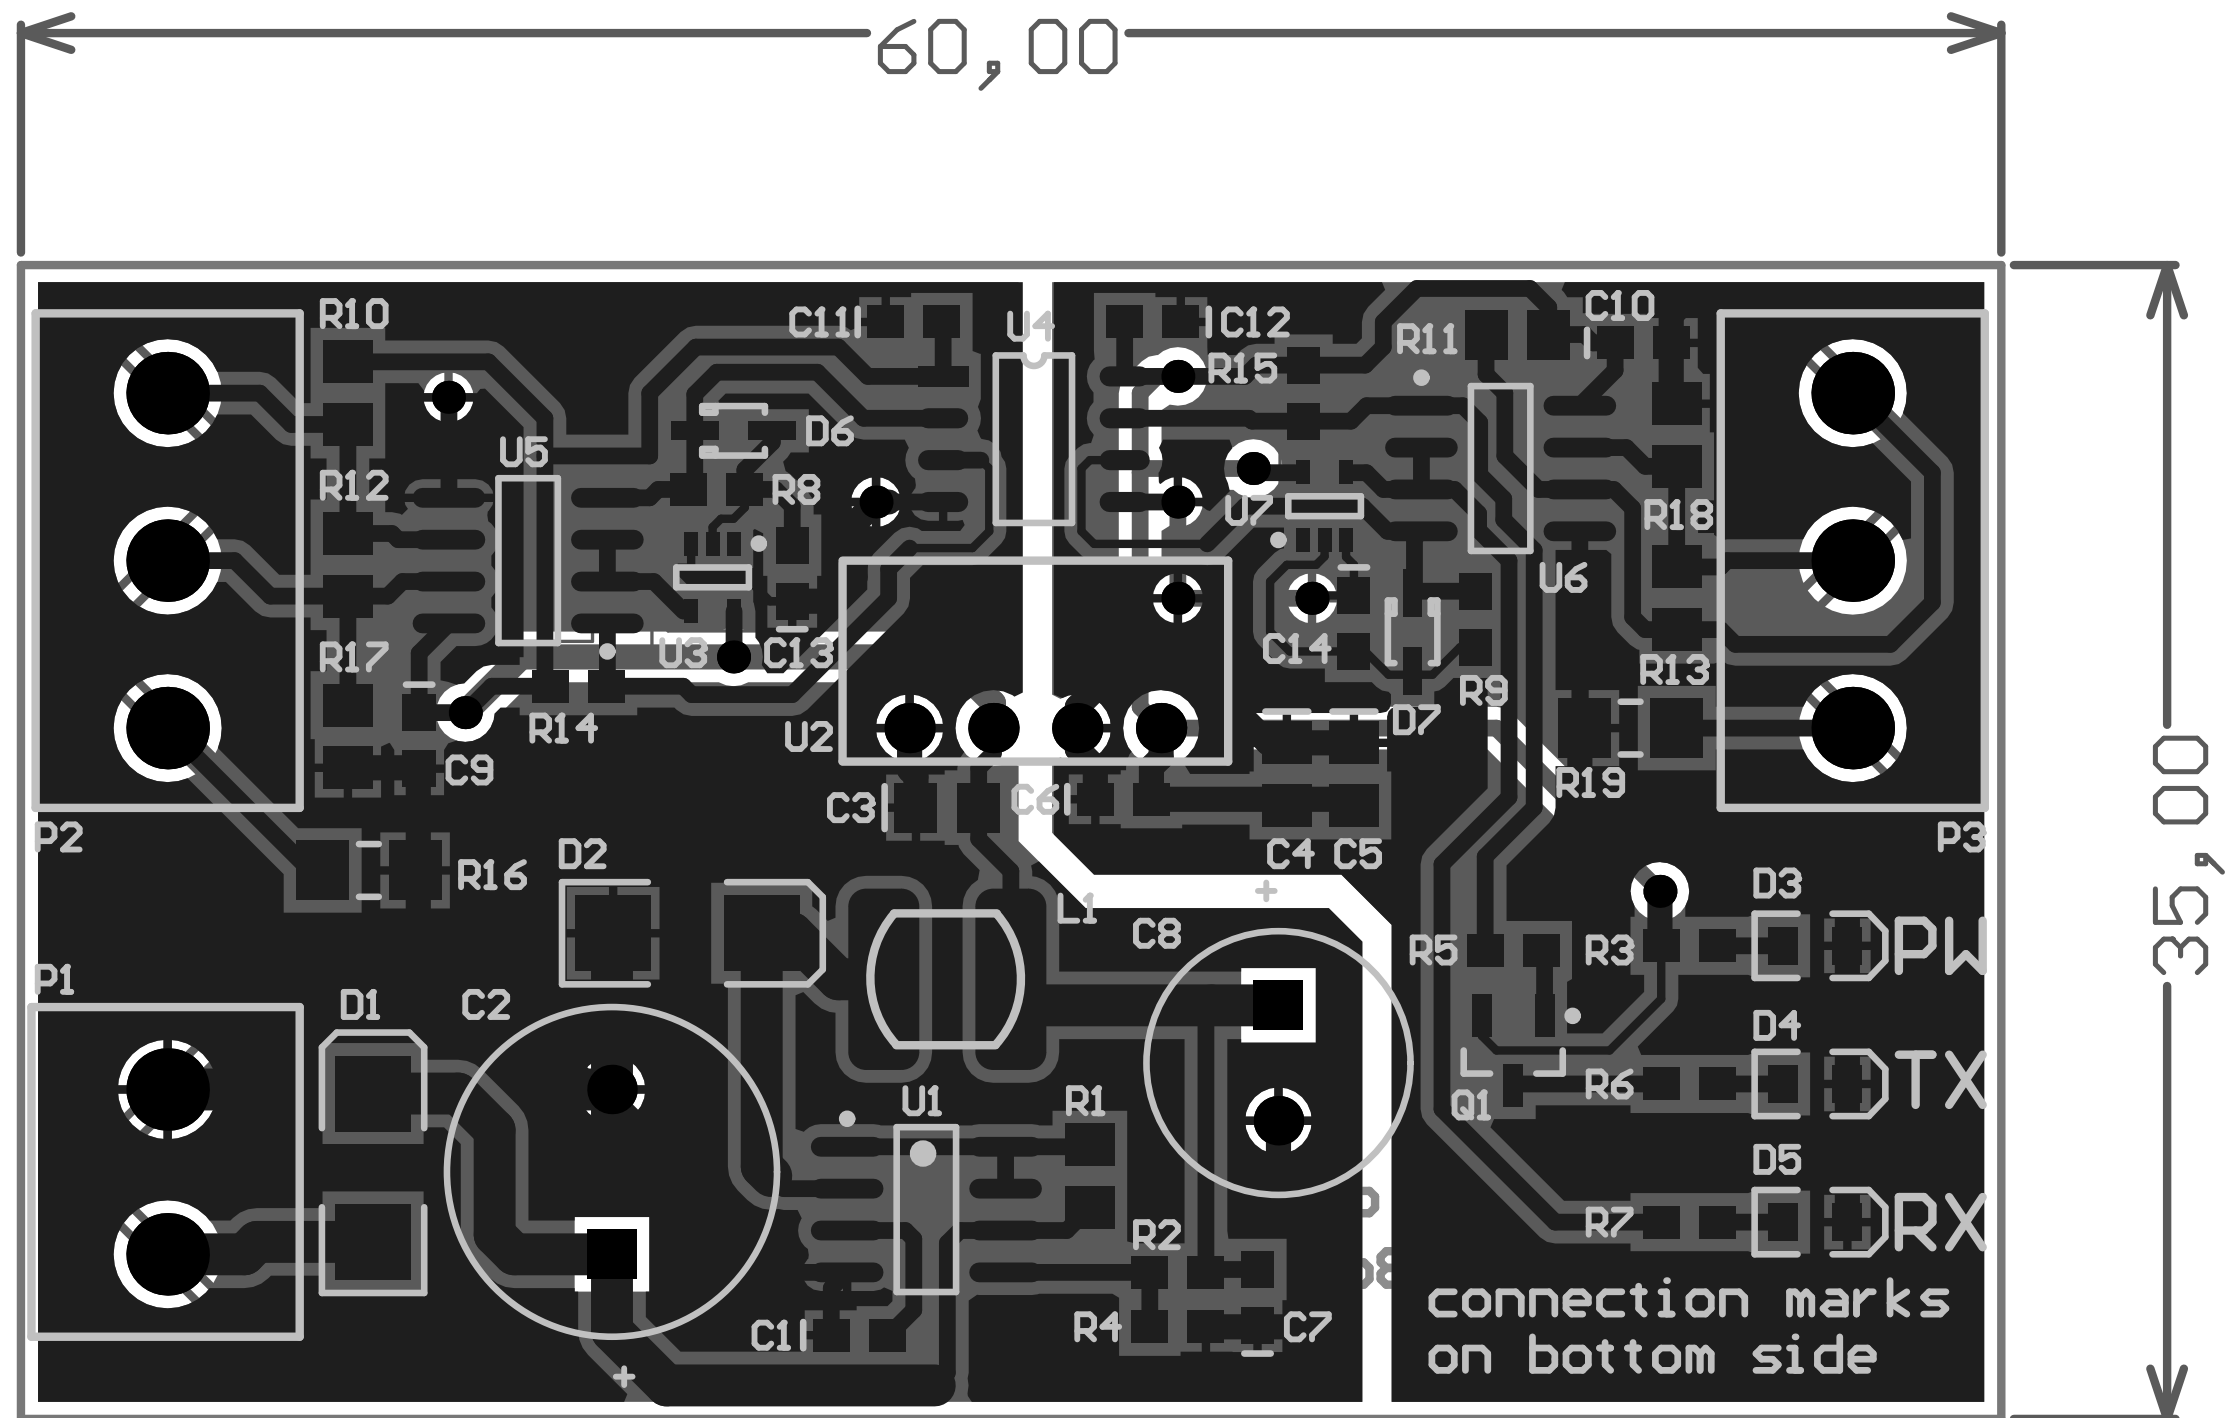 60,00
35,00
R10
C11
U4
C12
R11
C10
R15
D6
U5
R12
R8
U7
R18
U6
R17
U3
C13
C14
R9
R13
R14
U2
D7
C9
C3
C6
R19
P2
P3
D2
R16
C4
C5
L1
C8
D3
R5
R3
PW
P1
D1
C2
D4
U1
R1
Q1
R6
TX
D5
R2
R7
RX
C1
R4
C7
connection marks
on bottom side